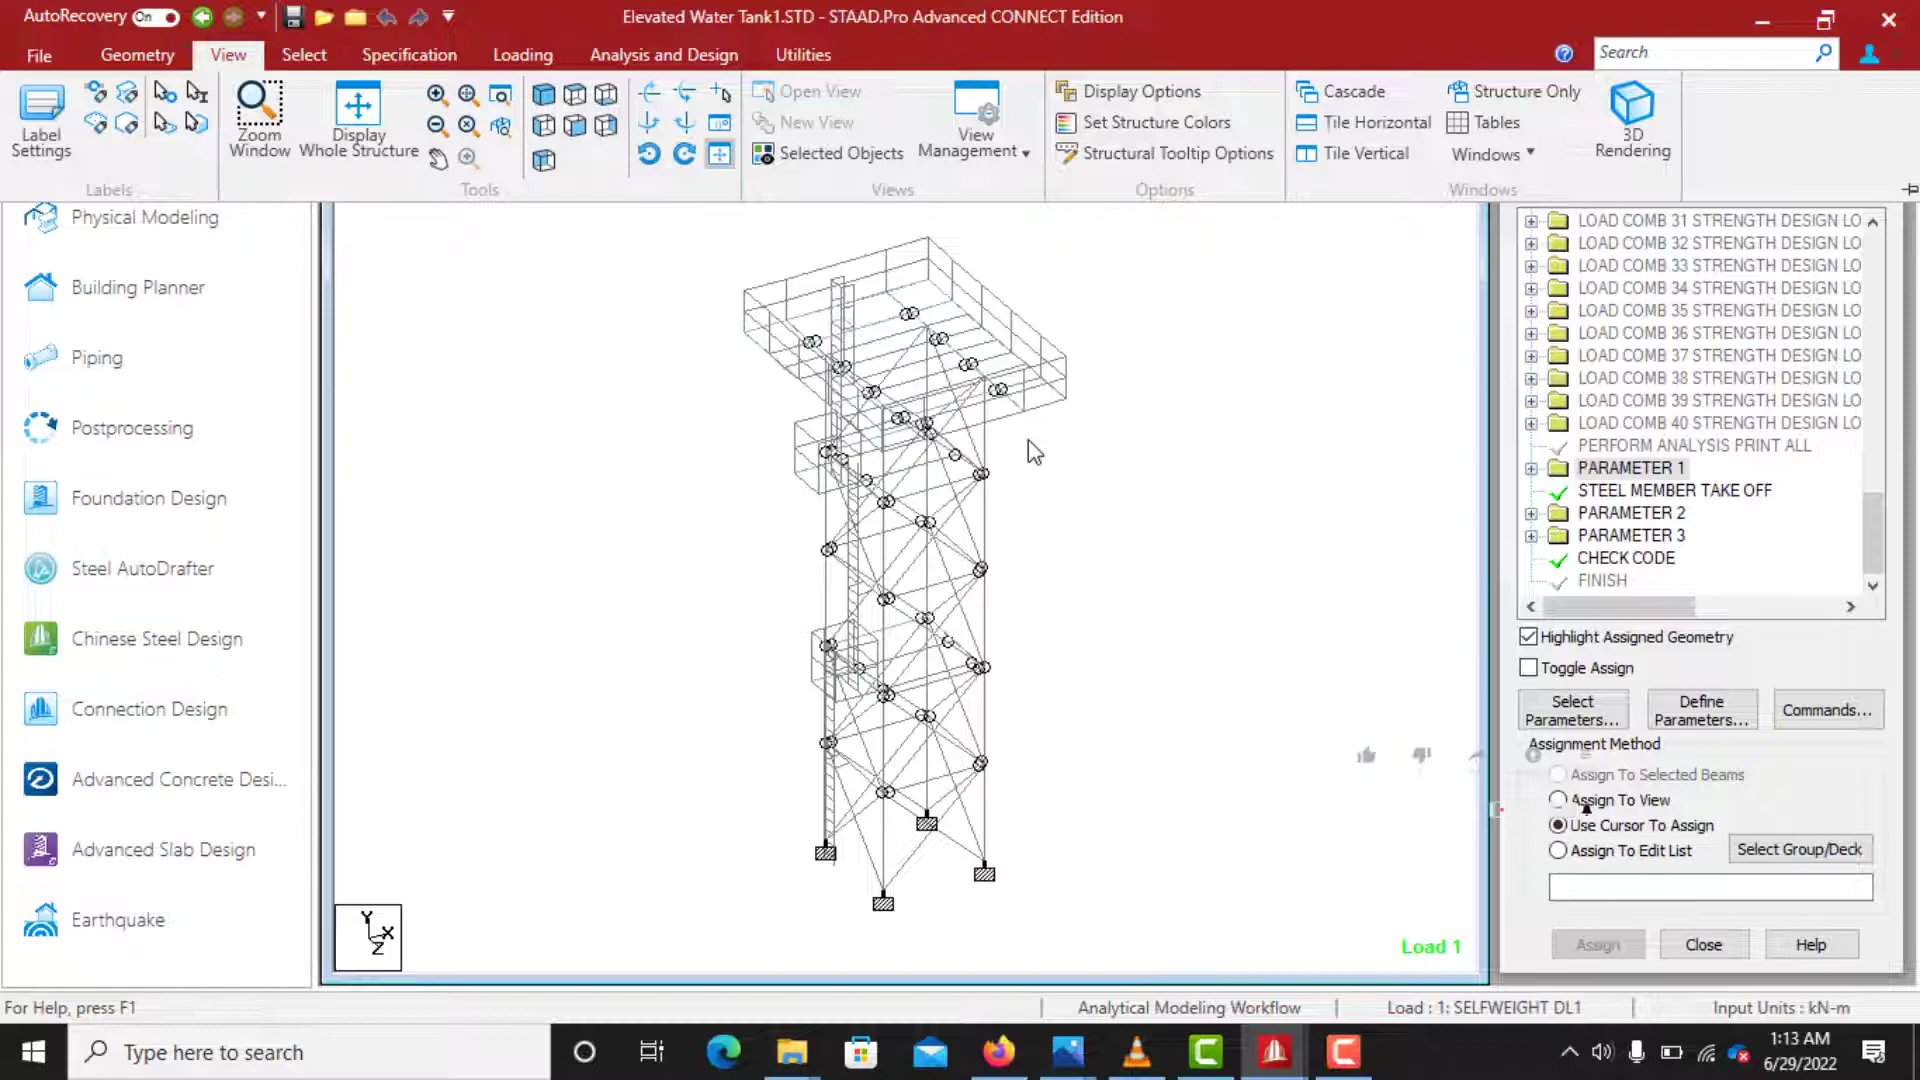 AutoRecovery On
Elevated Water Tank1.STD - STAAD.Pro Advanced CONNECT Edition
File
Geometry
View
Select
Specification
Loading
Analysis and Design
Utilities
Search
Label Settings
Zoom Window
Display Whole Structure
Open View
New View
Selected Objects
View Management
Display Options
Set Structure Colors
Structural Tooltip Options
Cascade
Tile Horizontal
Tile Vertical
Structure Only
Tables
Windows
3D Rendering
Labels
Tools
Views
Options
Windows
Physical Modeling
Building Planner
Piping
Postprocessing
Foundation Design
Steel AutoDrafter
Chinese Steel Design
Connection Design
Advanced Concrete Desi...
Advanced Slab Design
Earthquake
Y
X
Z
Load 1
LOAD COMB 31 STRENGTH DESIGN LO
LOAD COMB 32 STRENGTH DESIGN LO
LOAD COMB 33 STRENGTH DESIGN LO
LOAD COMB 34 STRENGTH DESIGN LO
LOAD COMB 35 STRENGTH DESIGN LO
LOAD COMB 36 STRENGTH DESIGN LO
LOAD COMB 37 STRENGTH DESIGN LO
LOAD COMB 38 STRENGTH DESIGN LO
LOAD COMB 39 STRENGTH DESIGN LO
LOAD COMB 40 STRENGTH DESIGN LO
PERFORM ANALYSIS PRINT ALL
PARAMETER 1
STEEL MEMBER TAKE OFF
PARAMETER 2
PARAMETER 3
CHECK CODE
FINISH
Highlight Assigned Geometry
Toggle Assign
Select Parameters...
Define Parameters...
Commands...
Assignment Method
Assign To Selected Beams
Assign To View
Use Cursor To Assign
Assign To Edit List
Select Group/Deck
Assign
Close
Help
For Help, press F1
Analytical Modeling Workflow
Load : 1: SELFWEIGHT DL1
Input Units : kN-m
Type here to search
1:13 AM
6/29/2022